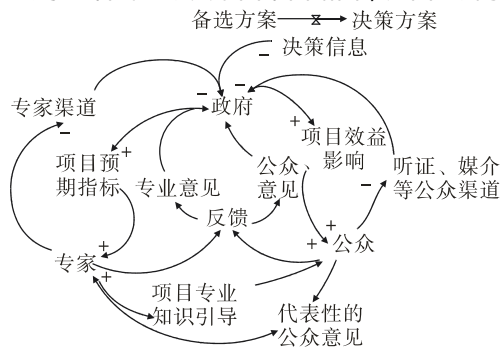 备选方案 决策方案
决策信息
专家渠道
政府
项目预
期指标
专业意见
公众
意见
项目效益
影响
听证、媒介
等公众渠道
反馈
专家
公众
项目专业
知识引导
代表性的
公众意见